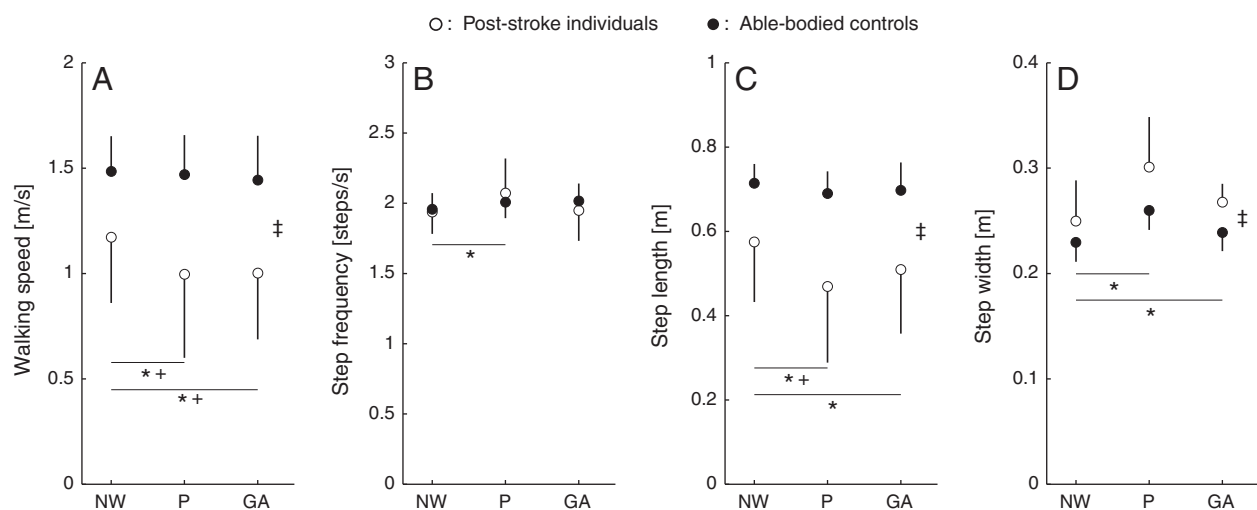 ○ : Post-stroke individuals ● : Able-bodied controls
A
Walking speed [m/s]
2
1.5
1
0.5
0
‡
* +
* +
NW P GA
B
Step frequency [steps/s]
3
2.5
2
1.5
1
0.5
0
*
NW P GA
C
Step length [m]
1
0.8
0.6
0.4
0.2
0
‡
* +
*
NW P GA
D
Step width [m]
0.4
0.3
0.2
0.1
0
‡
*
*
NW P GA